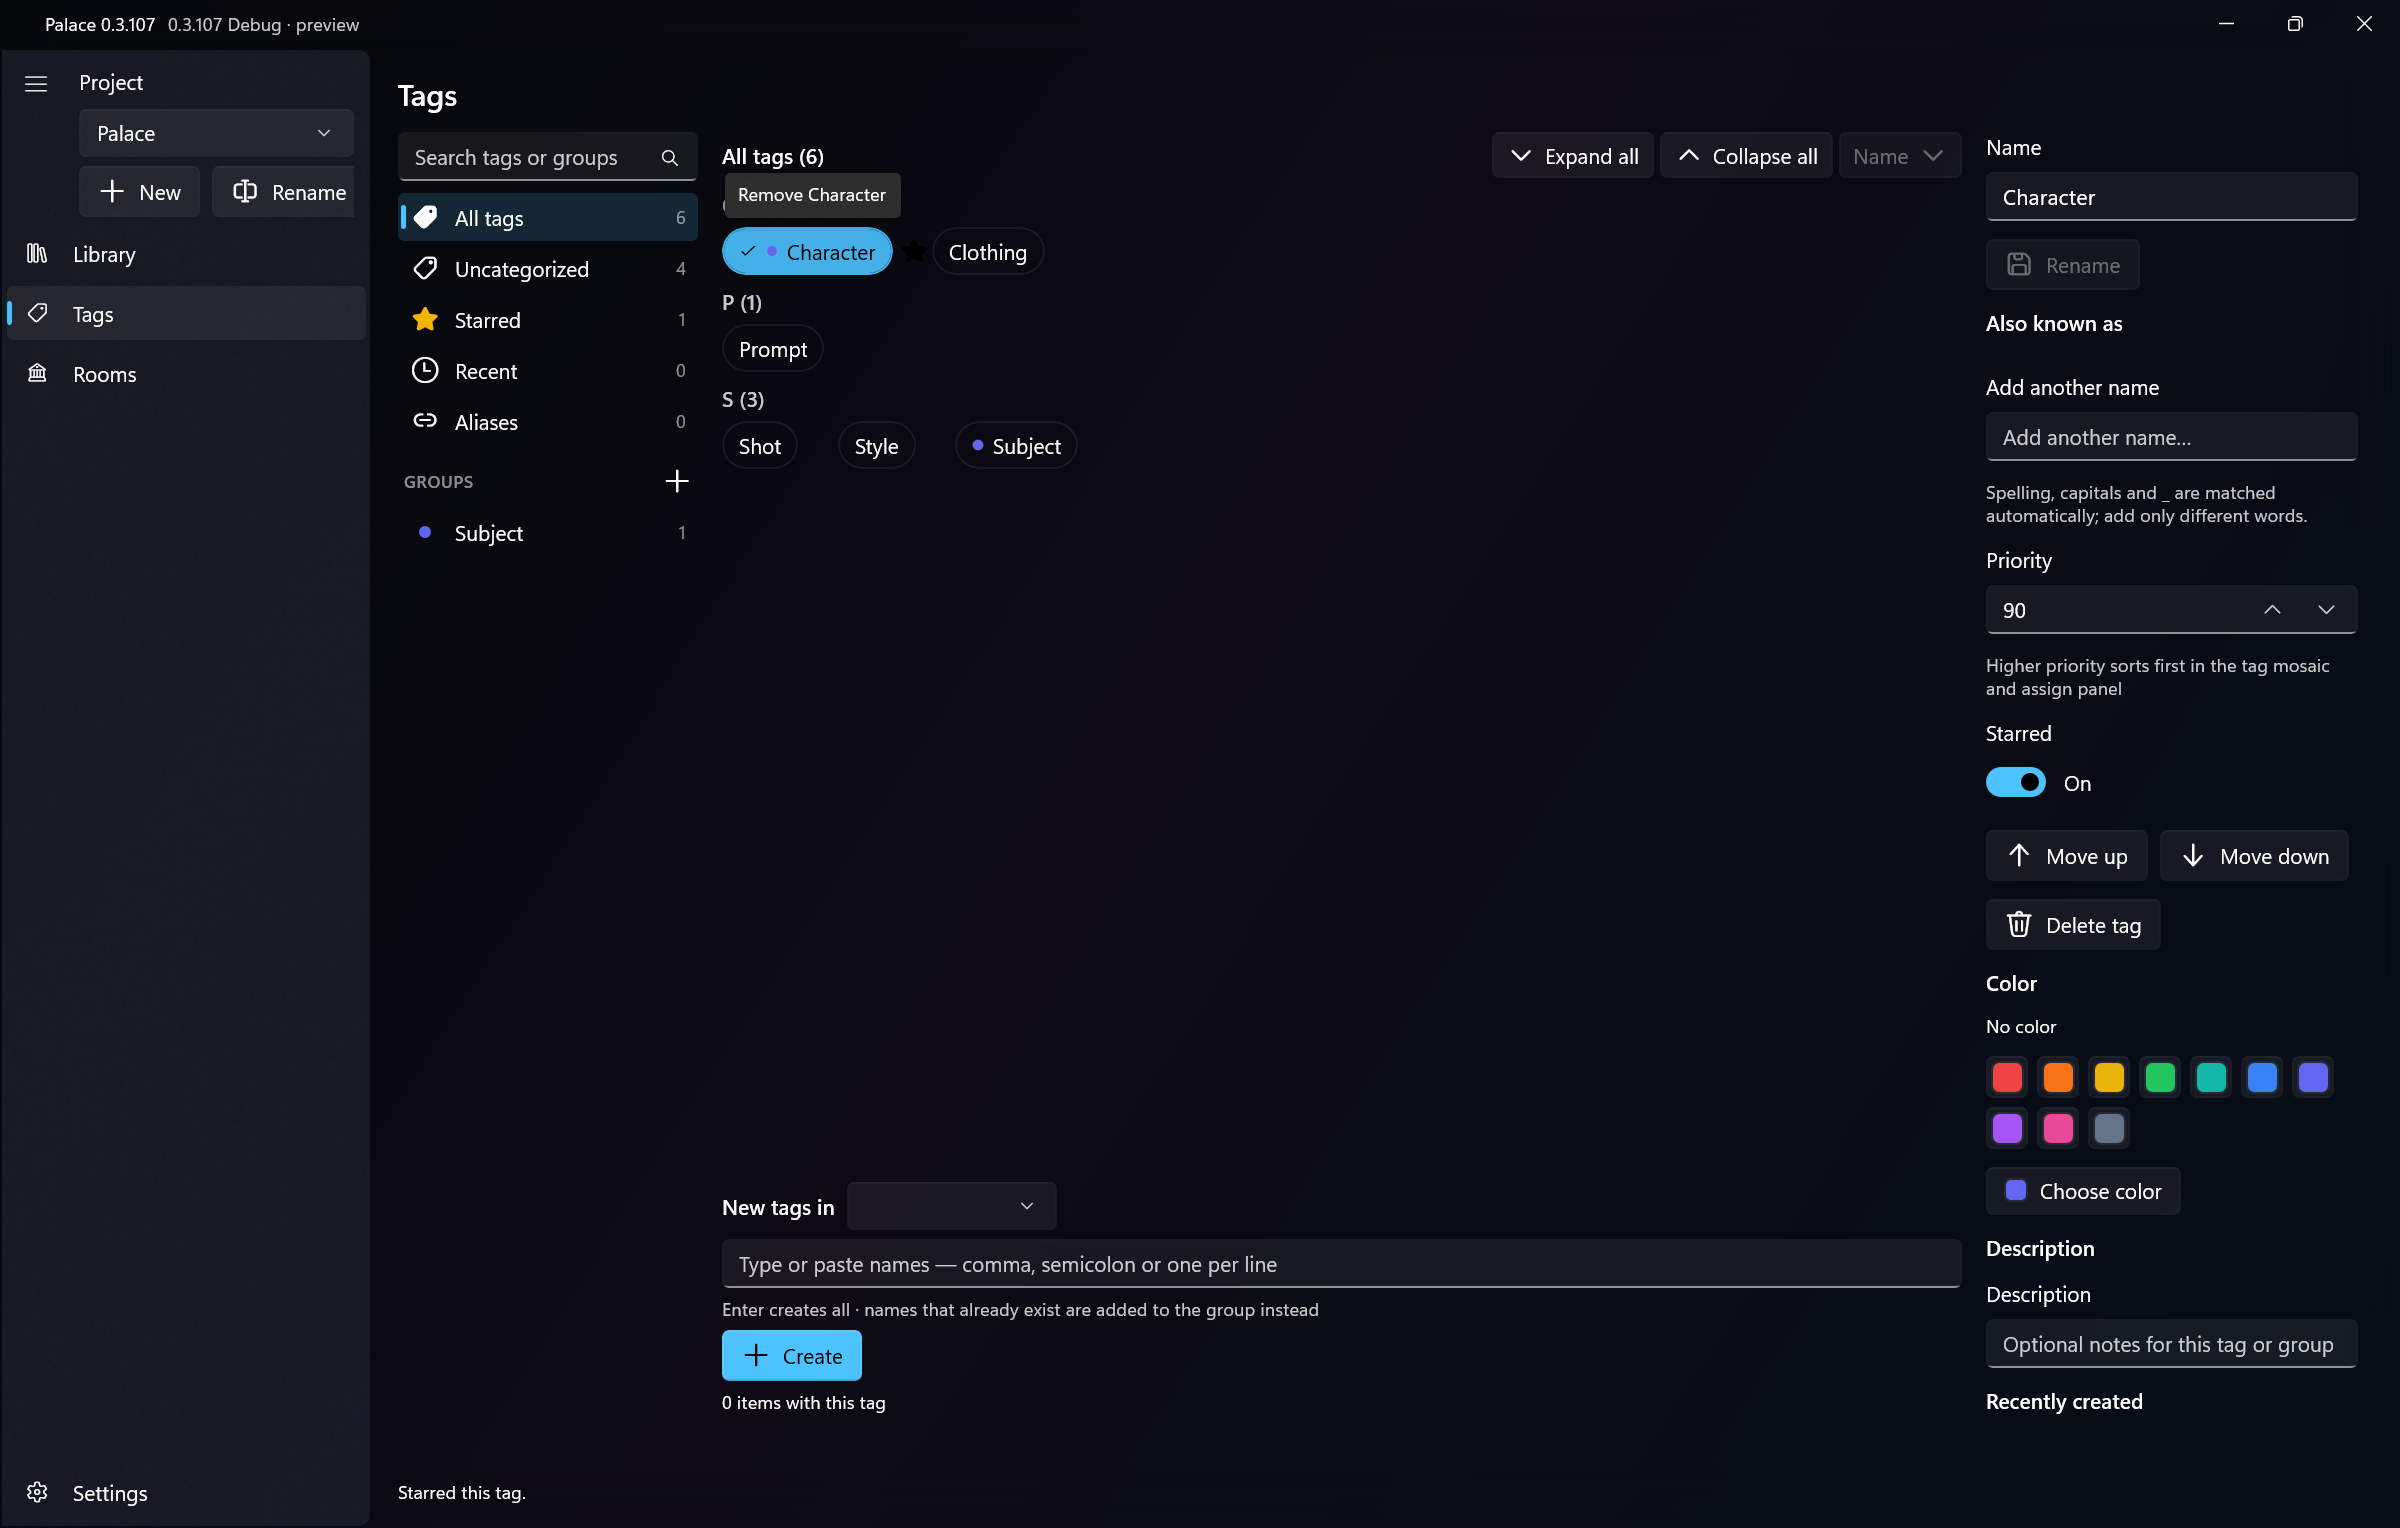 Palace 0.3.107 0.3.107 Debug · preview
Project
Palace
New
Rename
Library
Tags
Rooms
Settings
Tags
Search tags or groups
All tags 6
Uncategorized 4
Starred 1
Recent 0
Aliases 0
GROUPS
Subject 1
All tags (6)
Expand all
Collapse all
Name
Remove Character
Character
Clothing
P (1)
Prompt
S (3)
Shot
Style
Subject
New tags in
Type or paste names — comma, semicolon or one per line
Enter creates all · names that already exist are added to the group instead
Create
0 items with this tag
Starred this tag.
Name
Character
Rename
Also known as
Add another name
Add another name...
Spelling, capitals and _ are matched
automatically; add only different words.
Priority
90
Higher priority sorts first in the tag mosaic
and assign panel
Starred
On
Move up
Move down
Delete tag
Color
No color
Choose color
Description
Description
Optional notes for this tag or group
Recently created